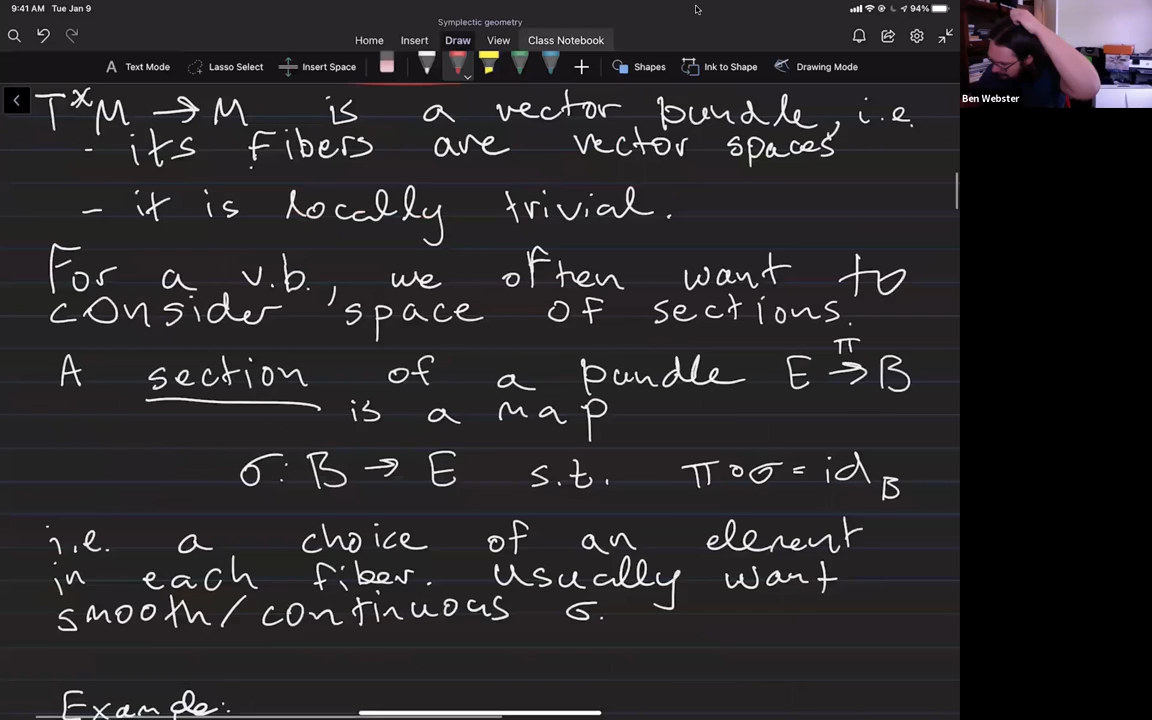 9:41 AM Tue Jan 9
94%
Symplectic geometry
Home Insert Draw View Class Notebook
Text Mode Lasso Select Insert Space Shapes Ink to Shape Drawing Mode
Ben Webster
T*M → M is a vector bundle, i.e.
- its fibers are vector spaces
- it is locally trivial.
For a v.b., we often want to
consider space of sections.
A section of a bundle E →π B
is a map
σ: B → E s.t. π∘σ = id_B
i.e. a choice of an element
in each fiber. Usually want
smooth/continuous σ.
Example: